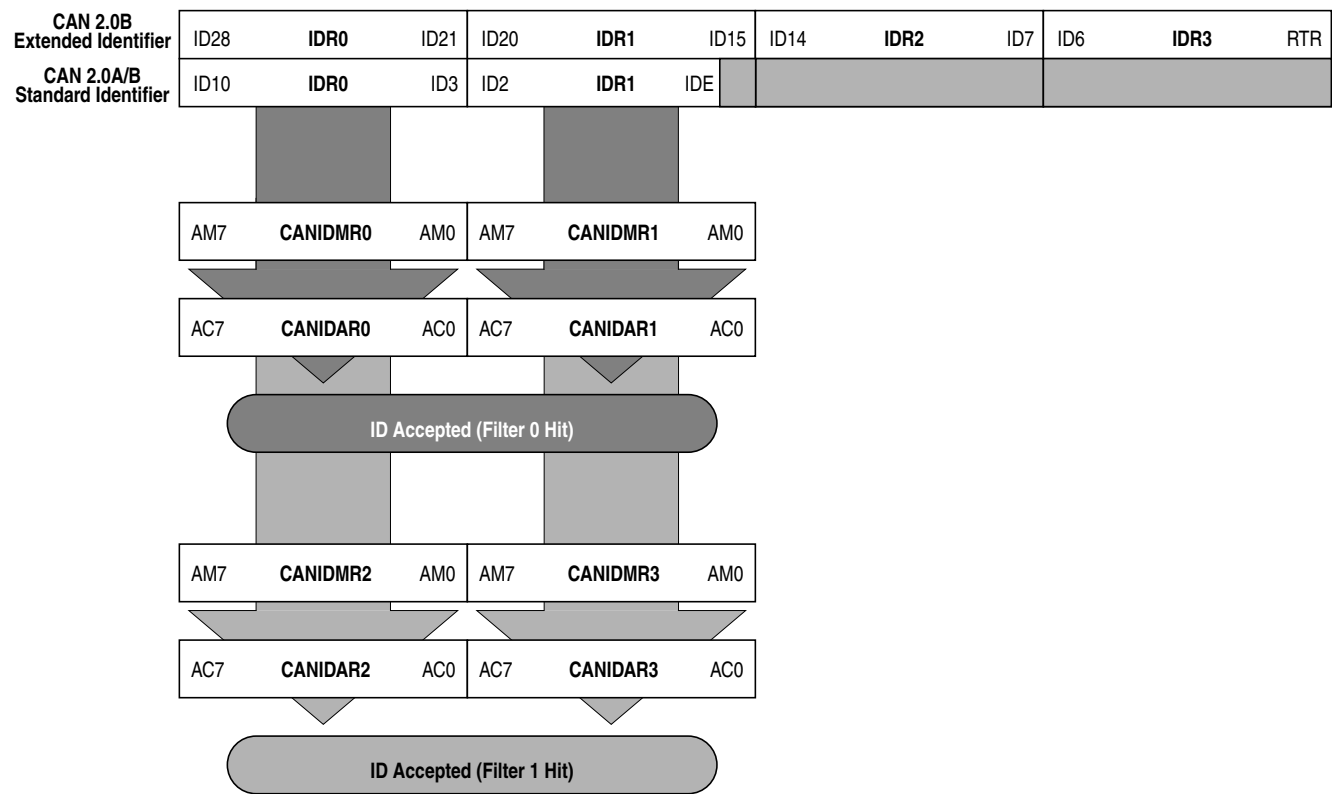 CAN 2.0B
Extended Identifier
ID28 IDR0 ID21 ID20 IDR1 ID15 ID14 IDR2 ID7 ID6 IDR3 RTR
CAN 2.0A/B
Standard Identifier
ID10 IDR0 ID3 ID2 IDR1 IDE
AM7 CANIDMR0 AM0 AM7 CANIDMR1 AM0
AC7 CANIDAR0 AC0 AC7 CANIDAR1 AC0
ID Accepted (Filter 0 Hit)
AM7 CANIDMR2 AM0 AM7 CANIDMR3 AM0
AC7 CANIDAR2 AC0 AC7 CANIDAR3 AC0
ID Accepted (Filter 1 Hit)